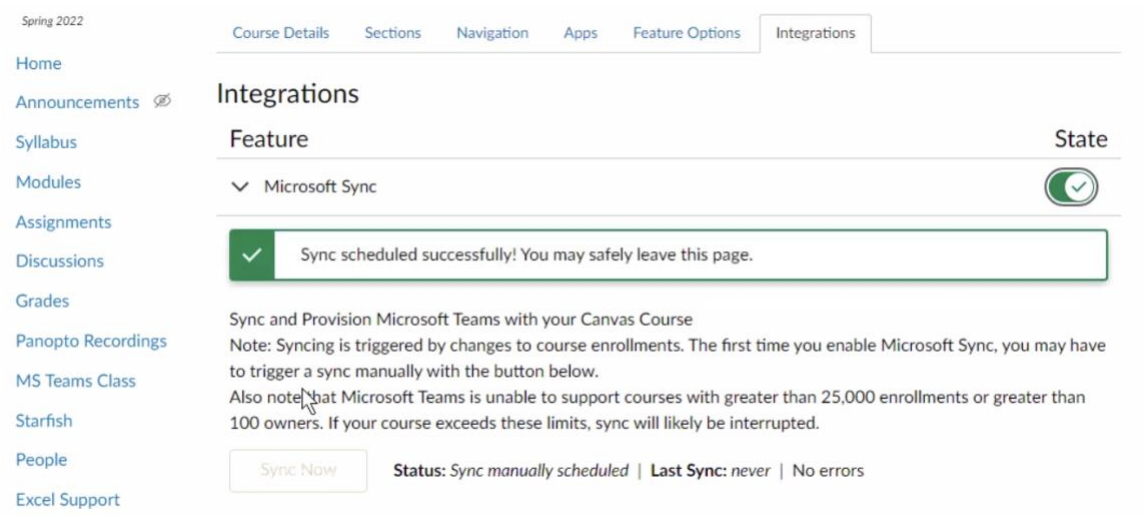 Spring 2022
Home
Announcements
Syllabus
Modules
Assignments
Discussions
Grades
Panopto Recordings
MS Teams Class
Starfish
People
Excel Support
Course Details Sections Navigation Apps Feature Options Integrations
Integrations
Feature State
Microsoft Sync
Sync scheduled successfully! You may safely leave this page.
Sync and Provision Microsoft Teams with your Canvas Course
Note: Syncing is triggered by changes to course enrollments. The first time you enable Microsoft Sync, you may have
to trigger a sync manually with the button below.
Also note that Microsoft Teams is unable to support courses with greater than 25,000 enrollments or greater than
100 owners. If your course exceeds these limits, sync will likely be interrupted.
Sync Now Status: Sync manually scheduled | Last Sync: never | No errors